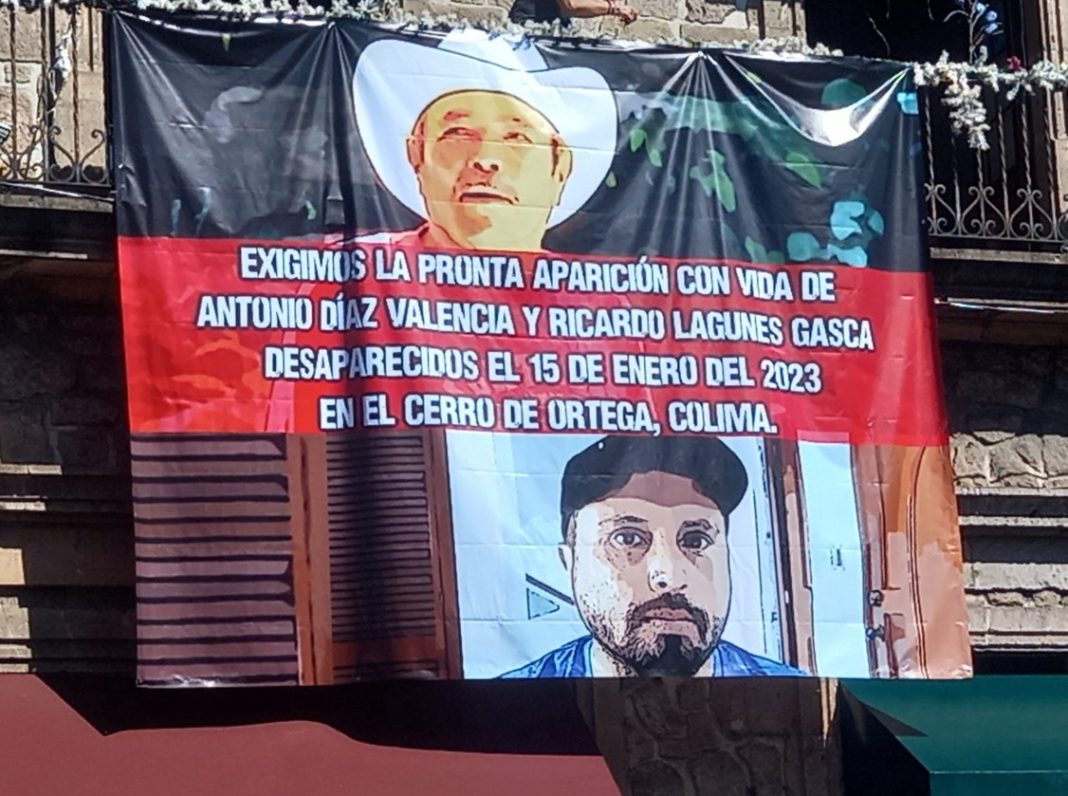 EXIGIMOS LA PRONTA APARICIÓN CON VIDA DE
ANTONIO DÍAZ VALENCIA Y RICARDO LAGUNES GASCA
DESAPARECIDOS EL 15 DE ENERO DEL 2023
EN EL CERRO DE ORTEGA, COLIMA.